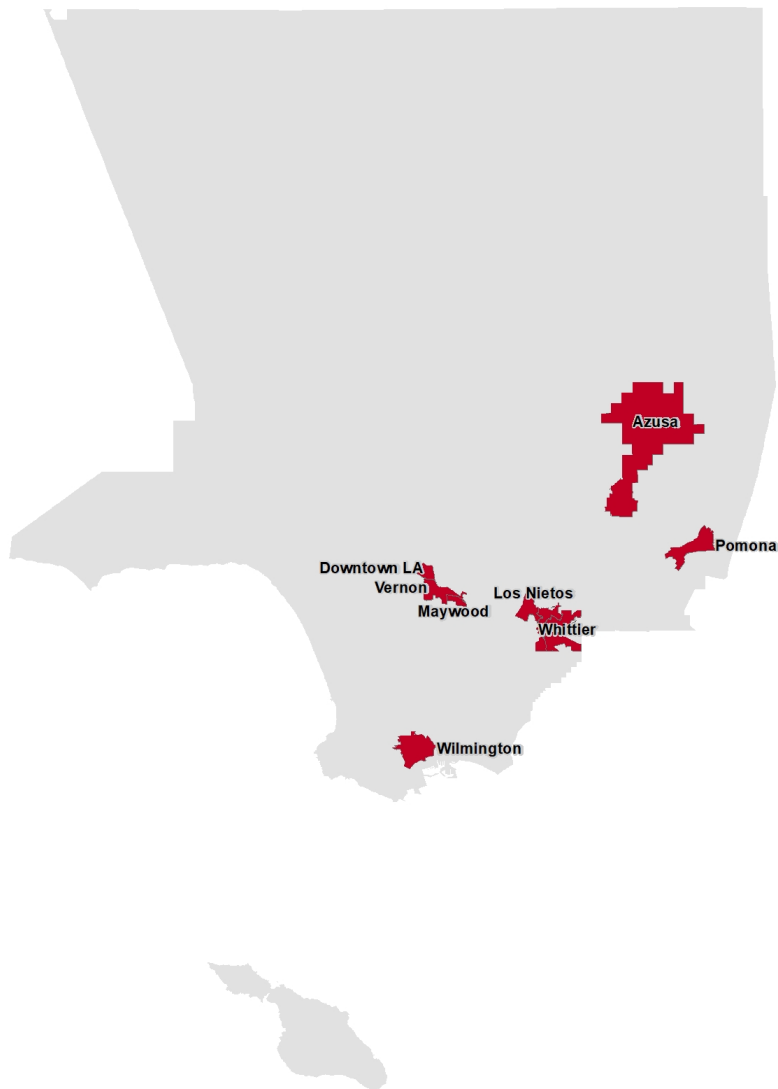 Azusa
Pomona
Downtown LA
Vernon
Los Nietos
Maywood
Whittier
Wilmington